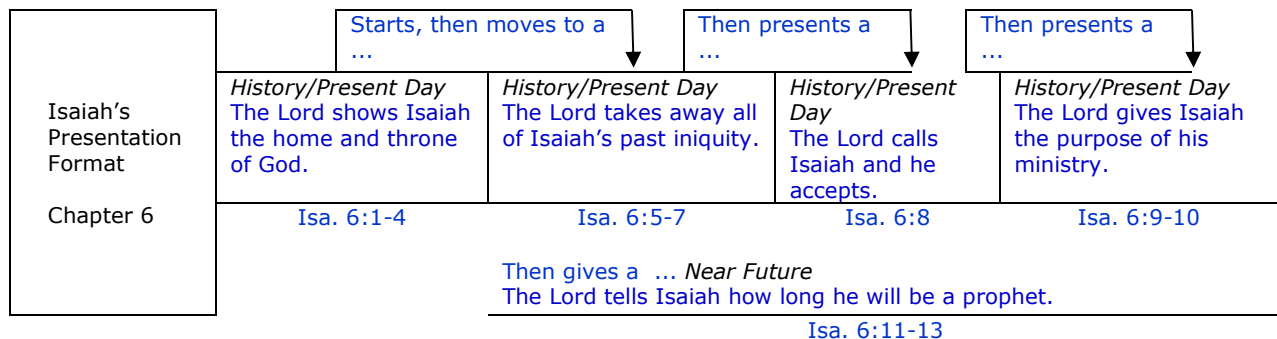 Isaiah's
Presentation
Format
Chapter 6
Starts, then moves to a
...
Then presents a
...
Then presents a
...
History/Present Day
The Lord shows Isaiah
the home and throne
of God.
History/Present Day
The Lord takes away all
of Isaiah's past iniquity.
History/Present
Day
The Lord calls
Isaiah and he
accepts.
History/Present Day
The Lord gives Isaiah
the purpose of his
ministry.
Isa. 6:1-4
Isa. 6:5-7
Isa. 6:8
Isa. 6:9-10
Then gives a ... Near Future
The Lord tells Isaiah how long he will be a prophet.
Isa. 6:11-13